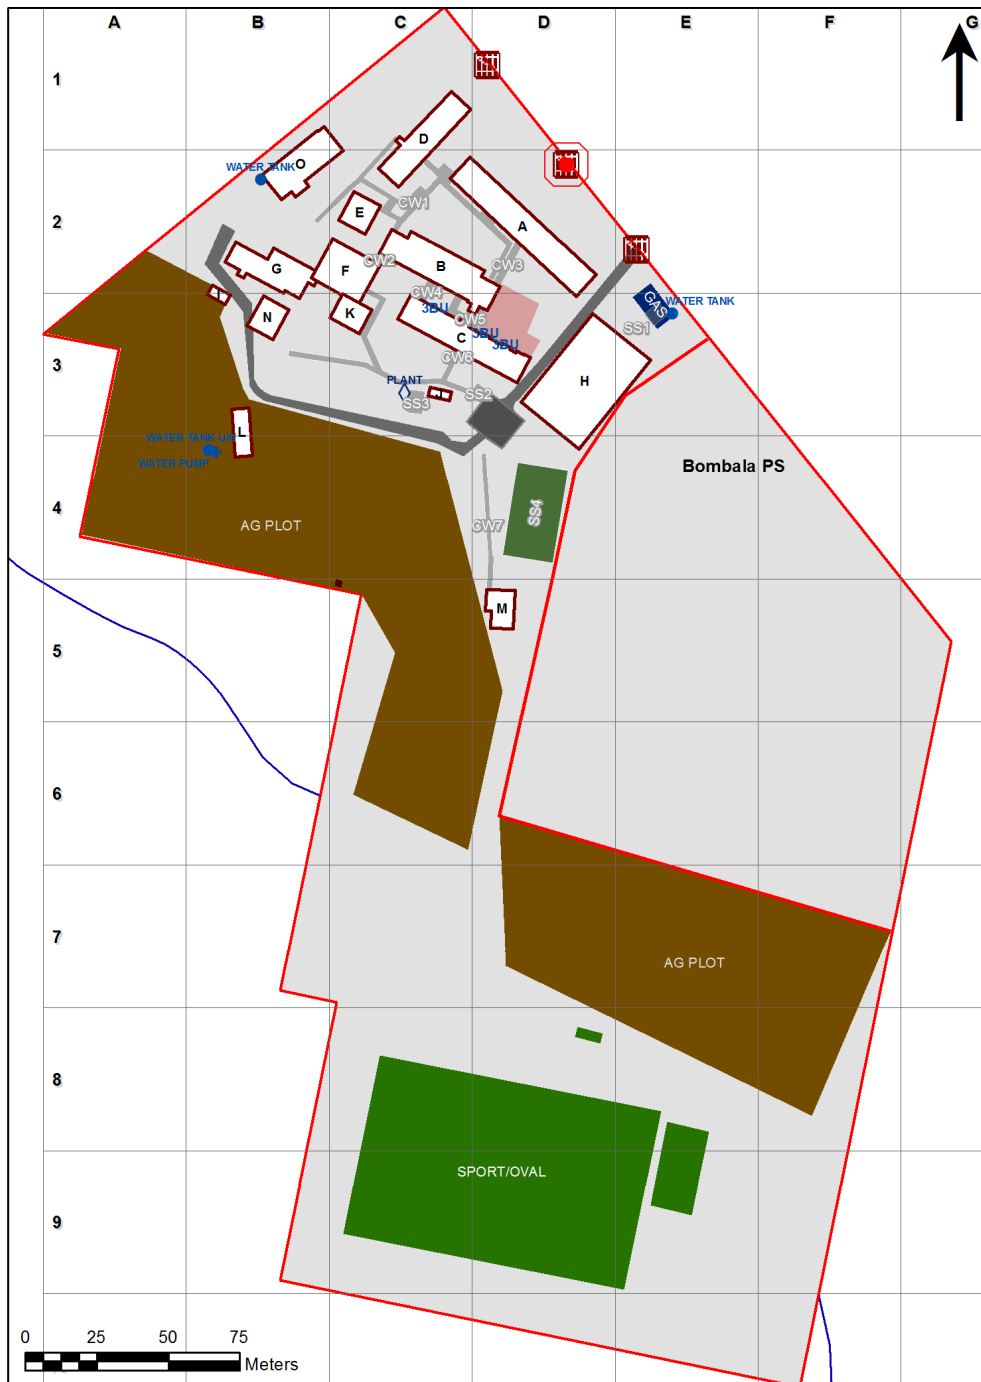 A B C D E F G
1
D
WATER TANK
O
CW1
E
2
A
CW2
B
CW3
G
F
CW4
I
GAS
WATER TANK
3BU
N
K
CW5
SS1
3BU
C
3BU
CW6
3
PLANT
H
J
SS2
SS3
L
WATER TANK U/G
WATER PUMP
Bombala PS
4
SS4
AG PLOT
CW7
M
5
6
7
AG PLOT
8
SPORT/OVAL
9
0 25 50 75
Meters